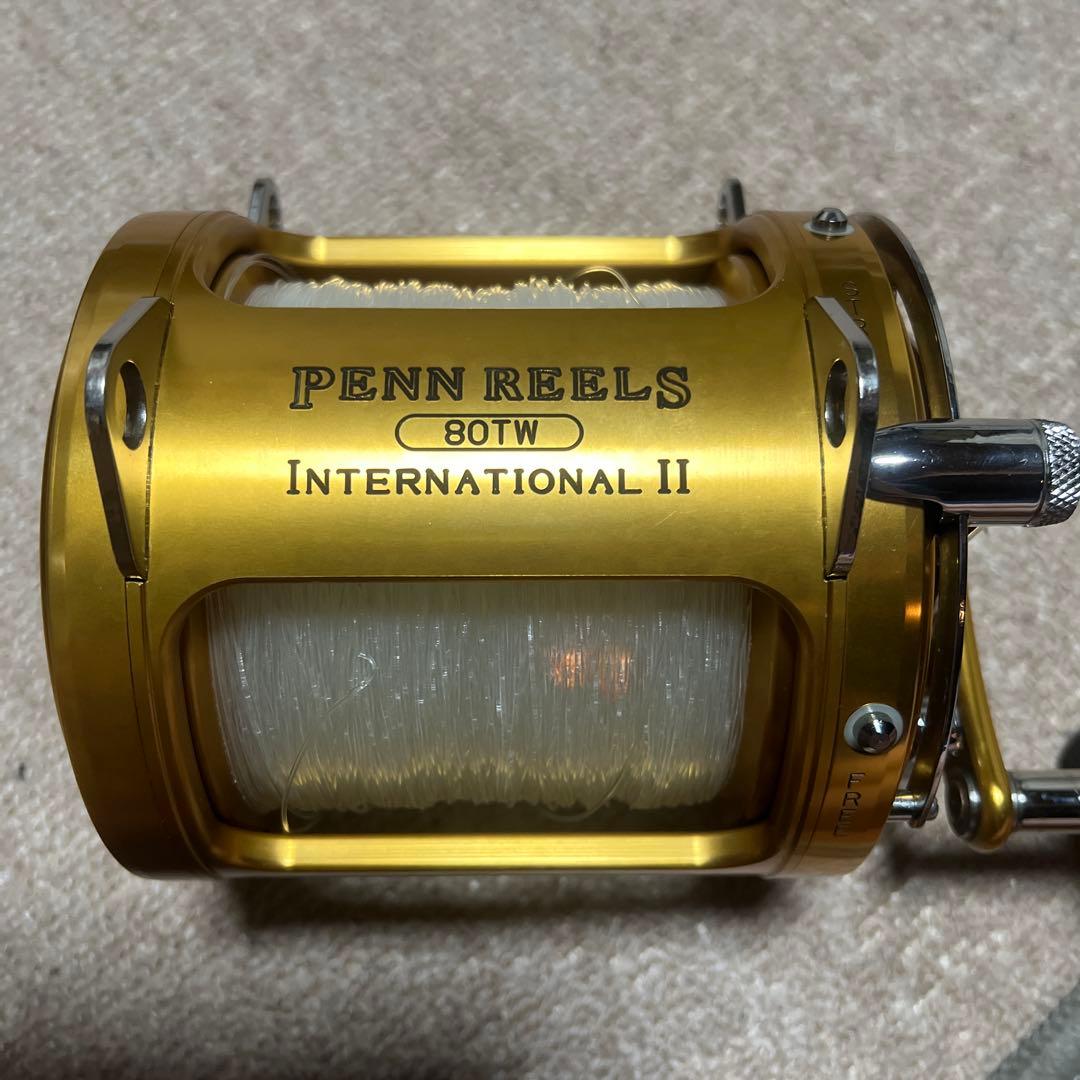 PENN REELS
80TW
INTERNATIONAL II
FREE